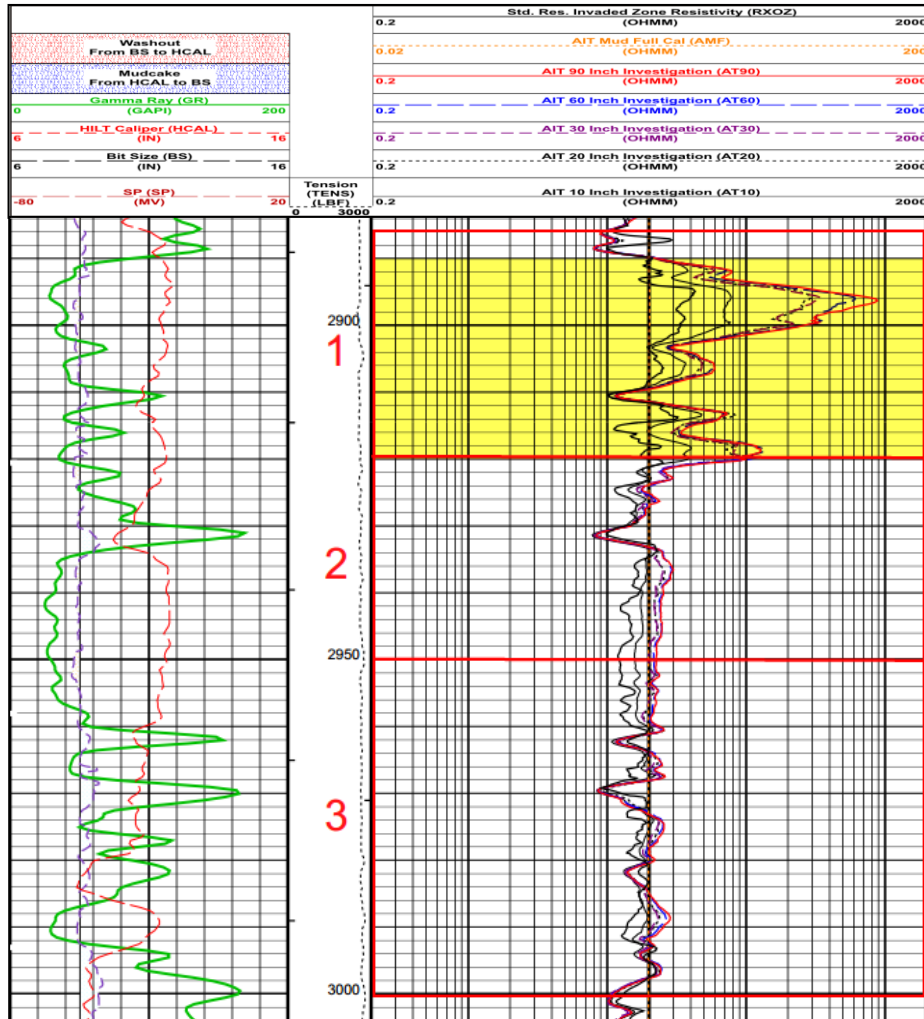 Std. Res. Invaded Zone Resistivity (RXOZ)
0.2 (OHMM) 2000
Washout
From BS to HCAL
AIT Mud Full Cal (AMF)
0.02 (OHMM) 200
Mudcake
From HCAL to BS
AIT 90 Inch Investigation (AT90)
0.2 (OHMM) 2000
Gamma Ray (GR)
0 (GAPI) 200
AIT 60 Inch Investigation (AT60)
0.2 (OHMM) 2000
HILT Caliper (HCAL)
6 (IN) 16
AIT 30 Inch Investigation (AT30)
0.2 (OHMM) 2000
Bit Size (BS)
6 (IN) 16
AIT 20 Inch Investigation (AT20)
0.2 (OHMM) 2000
SP (SP)
-80 (MV) 20
Tension
(TENS)
(LBF)
0 3000
AIT 10 Inch Investigation (AT10)
0.2 (OHMM) 2000
2900
1
2
2950
3
3000